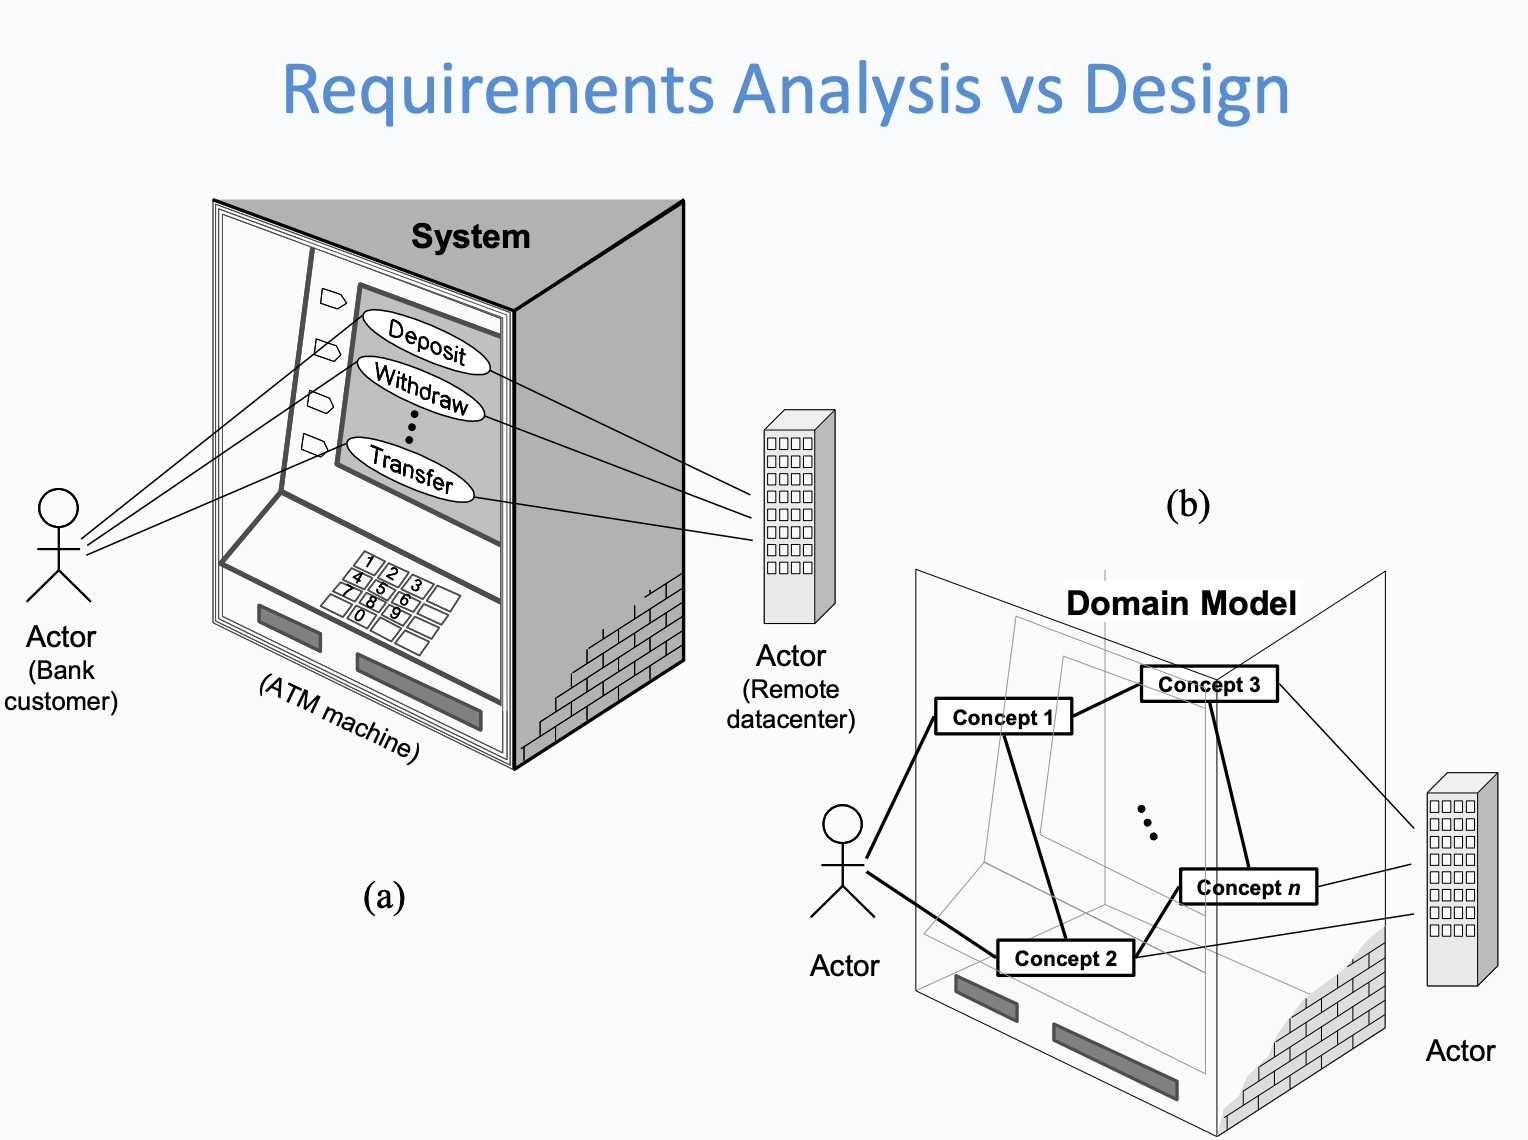 Requirements Analysis vs Design
System
Deposit
Withdraw
Transfer
1 2 3
4 5 6
7 8 9
0
Actor
(Bank
customer)
(ATM machine)
Actor
(Remote
datacenter)
(a)
(b)
Domain Model
Concept 3
Concept 1
Concept n
Concept 2
Actor
Actor